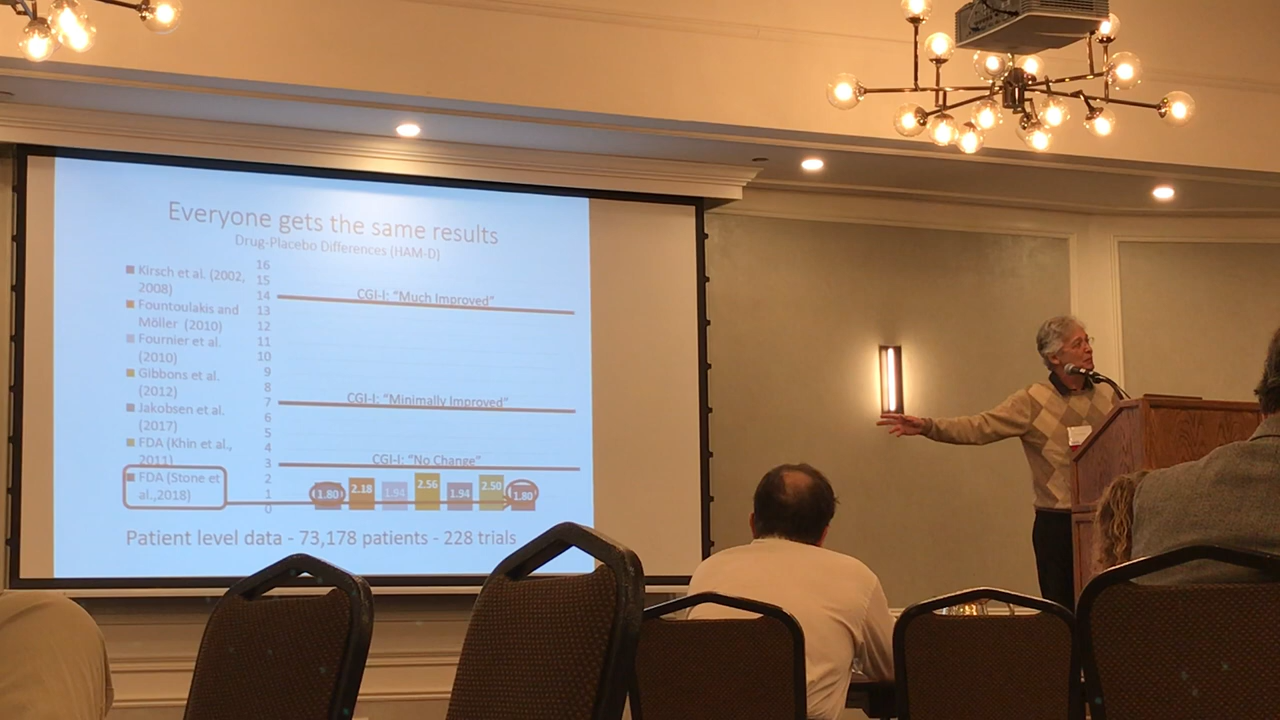 Everyone gets the same results
Drug-Placebo Differences (HAM-D)
Kirsch et al. (2002,
2008)
Fountoulakis and
Möller (2010)
Fournier et al.
(2010)
Gibbons et al.
(2012)
Jakobsen et al.
(2017)
FDA (Khin et al.,
2011)
FDA (Stone et
al.,2018)
16
15
14
13
12
11
10
9
8
7
6
5
4
3
2
1
0
CGI-I: "Much Improved"
CGI-I: "Minimally Improved"
CGI-I: "No Change"
1.80 2.18 1.94 2.56 1.94 2.50 1.80
Patient level data - 73,178 patients - 228 trials